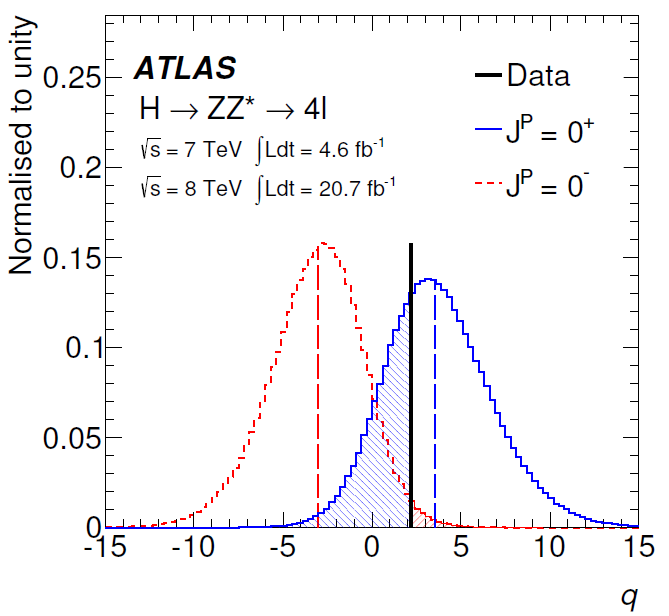 Normalised to unity
0.25
0.2
0.15
0.1
0.05
0
ATLAS
H → ZZ* → 4l
√s = 7 TeV ∫Ldt = 4.6 fb⁻¹
√s = 8 TeV ∫Ldt = 20.7 fb⁻¹
Data
Jᴾ = 0⁺
Jᴾ = 0⁻
-15 -10 -5 0 5 10 15
q